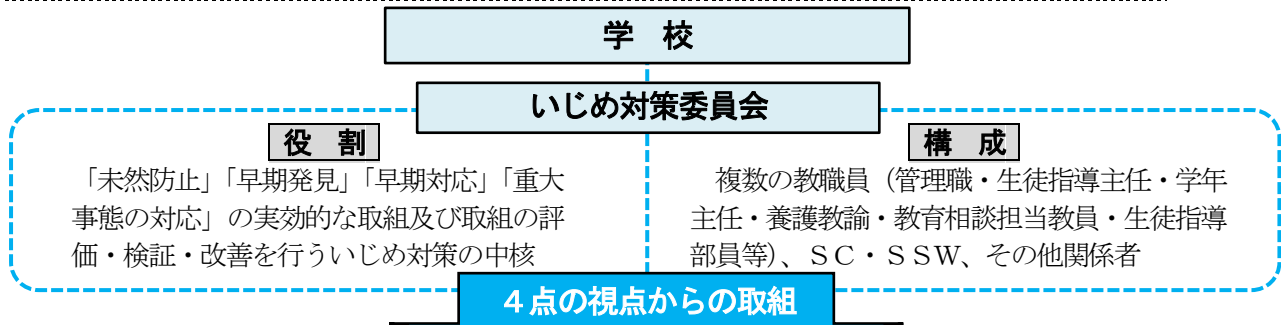 学 校
いじめ対策委員会
役 割
「未然防止」「早期発見」「早期対応」「重大
事態の対応」の実効的な取組及び取組の評
価・検証・改善を行ういじめ対策の中核
構 成
複数の教職員（管理職・生徒指導主任・学年
主任・養護教諭・教育相談担当教員・生徒指導
部員等）、ＳＣ・ＳＳＷ、その他関係者
４点の視点からの取組